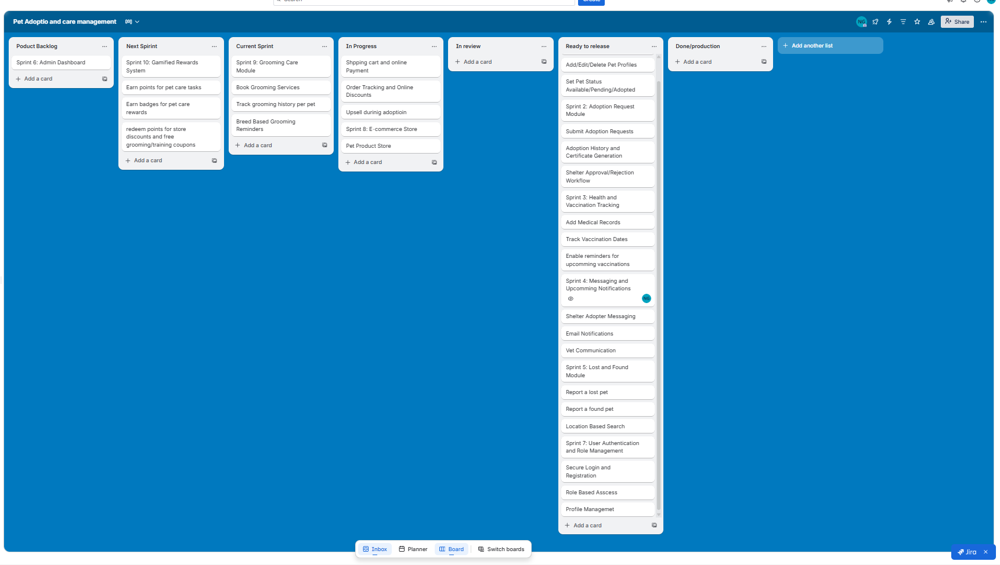 Search
Create
Pet Adoptio and care management
NG
Share
Poduct Backlog
Sprint 6: Admin Dashboard
Add a card
Next Spirint
Sprint 10: Gamified Rewards
System
Earn points for pet care tasks
Earn badges for pet care
rewards
redeem points for store
discounts and free
grooming/training coupons
Add a card
Current Sprint
Sprint 9: Grooming Care
Module
Book Grooming Services
Track grooming history per pet
Breed Based Grooming
Reminders
Add a card
In Progress
Shpping cart and online
Payment
Order Tracking and Online
Discounts
Upsell durinig adoptioin
Sprint 8: E-commerce Store
Pet Product Store
Add a card
In review
Add a card
Ready to release
Add/Edit/Delete Pet Profiles
Set Pet Status
Available/Pending/Adopted
Sprint 2: Adoption Request
Module
Submit Adoption Requests
Adoption History and
Certificate Generation
Shelter Approval/Rejection
Workflow
Sprint 3: Health and
Vaccination Tracking
Add Medical Records
Track Vaccination Dates
Enable reminders for
upcomming vaccinations
Sprint 4: Messaging and
Upcomming Notifications
NG
Shelter Adopter Messaging
Email Notifications
Vet Communication
Sprint 5: Lost and Found
Module
Report a lost pet
Report a found pet
Location Based Search
Sprint 7: User Authentication
and Role Management
Secure Login and
Registration
Role Based Asscess
Profile Managemet
Add a card
Done/production
Add a card
Add another list
Inbox
Planner
Board
Switch boards
Jira